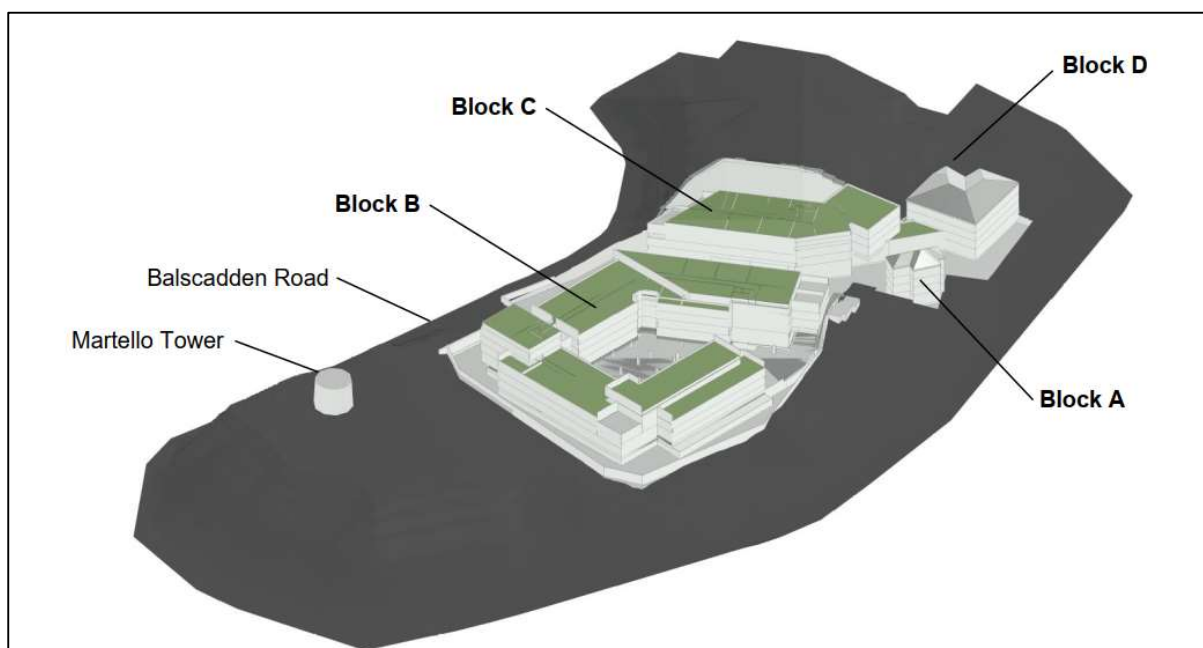 Block D
Block C
Block B
Balscadden Road
Martello Tower
Block A